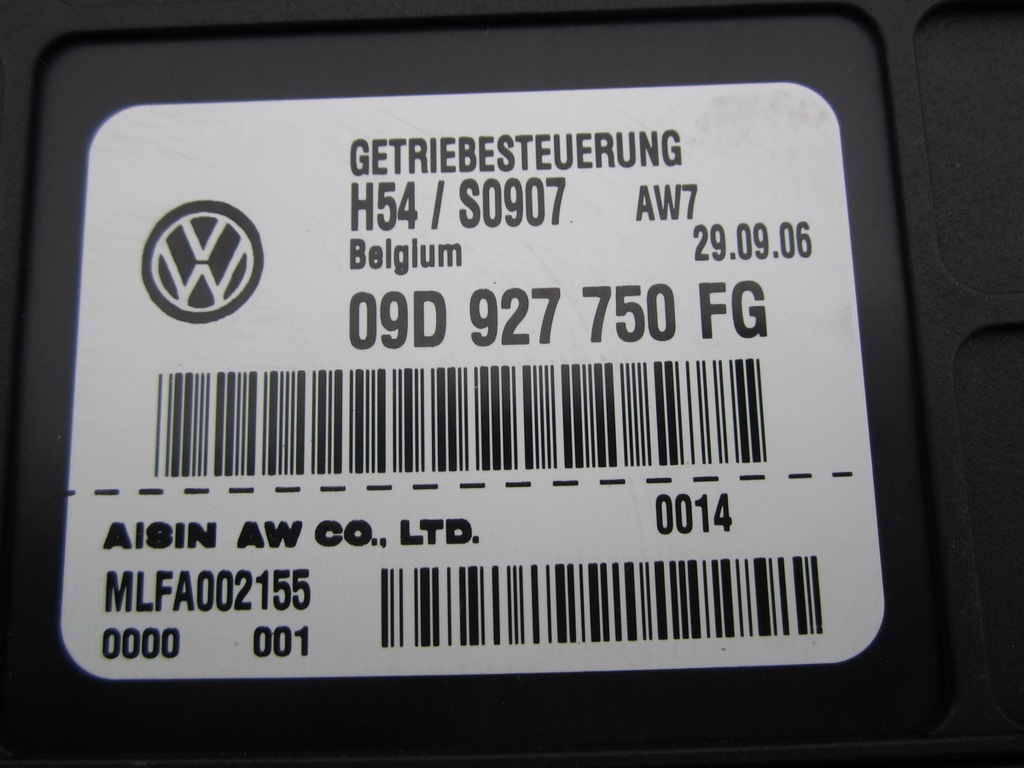 GETRIEBESTEUERUNG
H54 / S0907 AW7
Belgium 29.09.06
09D 927 750 FG
AISIN AW CO., LTD. 0014
MLFA002155
0000 001